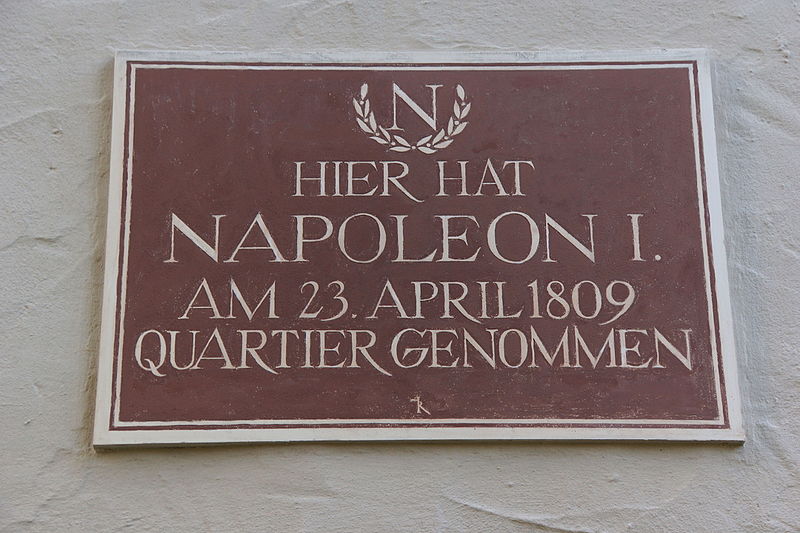 N
HIER HAT
NAPOLEON I.
AM 23. APRIL 1809
QUARTIER GENOMMEN